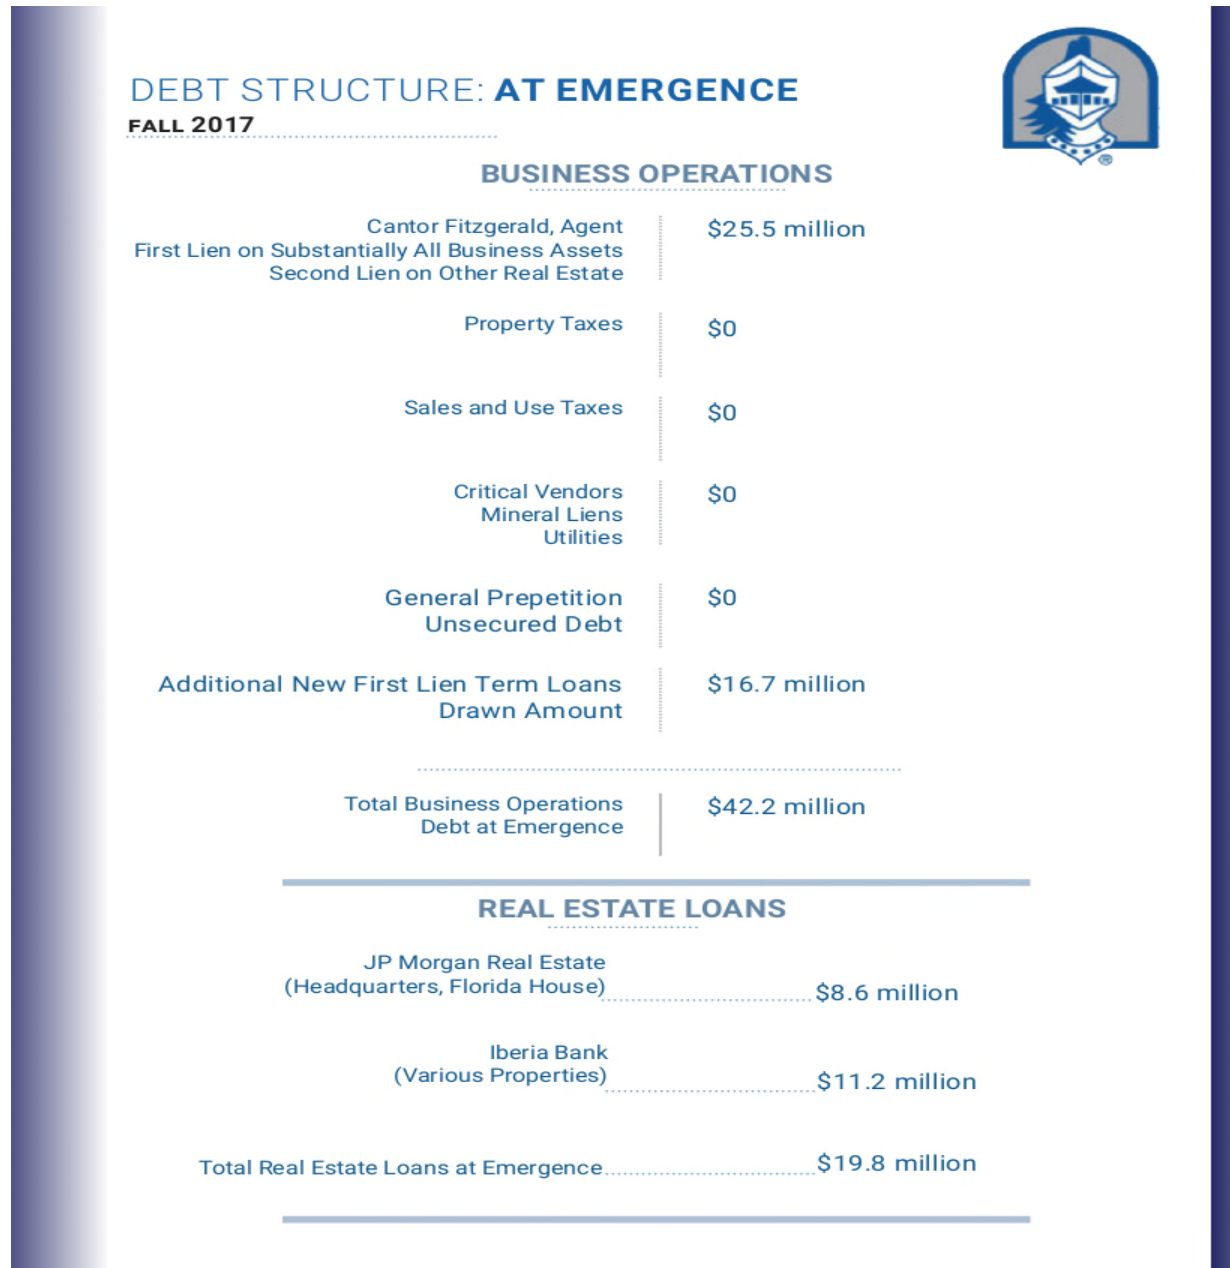 DEBT STRUCTURE: AT EMERGENCE
FALL 2017
BUSINESS OPERATIONS
Cantor Fitzgerald, Agent
First Lien on Substantially All Business Assets
Second Lien on Other Real Estate
$25.5 million
Property Taxes
$0
Sales and Use Taxes
$0
Critical Vendors
Mineral Liens
Utilities
$0
General Prepetition
Unsecured Debt
$0
Additional New First Lien Term Loans
Drawn Amount
$16.7 million
Total Business Operations
Debt at Emergence
$42.2 million
REAL ESTATE LOANS
JP Morgan Real Estate
(Headquarters, Florida House)
$8.6 million
Iberia Bank
(Various Properties)
$11.2 million
Total Real Estate Loans at Emergence
$19.8 million
®